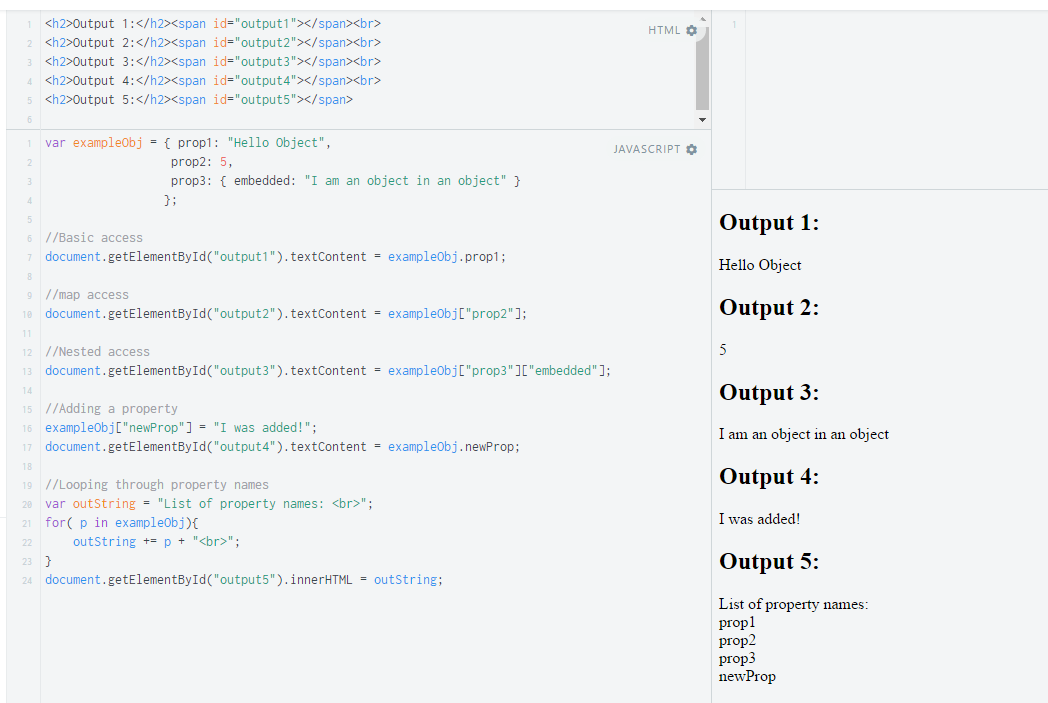 HTML
1 <h2>Output 1:</h2><span id="output1"></span><br>
2 <h2>Output 2:</h2><span id="output2"></span><br>
3 <h2>Output 3:</h2><span id="output3"></span><br>
4 <h2>Output 4:</h2><span id="output4"></span><br>
5 <h2>Output 5:</h2><span id="output5"></span>
6
JAVASCRIPT
1 var exampleObj = { prop1: "Hello Object",
2                   prop2: 5,
3                   prop3: { embedded: "I am an object in an object" }
4                  };
5
6 //Basic access
7 document.getElementById("output1").textContent = exampleObj.prop1;
8
9 //map access
10 document.getElementById("output2").textContent = exampleObj["prop2"];
11
12 //Nested access
13 document.getElementById("output3").textContent = exampleObj["prop3"]["embedded"];
14
15 //Adding a property
16 exampleObj["newProp"] = "I was added!";
17 document.getElementById("output4").textContent = exampleObj.newProp;
18
19 //Looping through property names
20 var outString = "List of property names: <br>";
21 for( p in exampleObj){
22     outString += p + "<br>";
23 }
24 document.getElementById("output5").innerHTML = outString;
1
Output 1:
Hello Object
Output 2:
5
Output 3:
I am an object in an object
Output 4:
I was added!
Output 5:
List of property names:
prop1
prop2
prop3
newProp